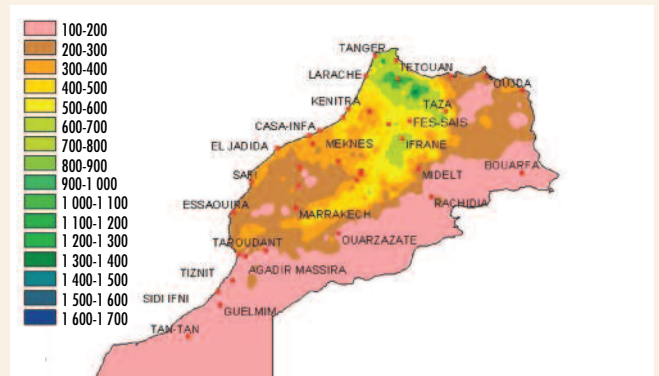 100-200
200-300
300-400
400-500
500-600
600-700
700-800
800-900
900-1 000
1 000-1 100
1 100-1 200
1 200-1 300
1 300-1 400
1 400-1 500
1 500-1 600
1 600-1 700
TANGER
TETOUAN
LARACHE
OUJDA
KENITRA
TAZA
CASA-INFA
FES-SAIS
EL JADIDA
MEKNES
IFRANE
BOUARFA
SAFI
MIDELT
ESSAOUIRA
RACHIDIA
MARRAKECH
TAROUDANT
OUARZAZATE
TIZNIT
AGADIR MASSIRA
SIDI IFNI
GUELMIM
TAN-TAN